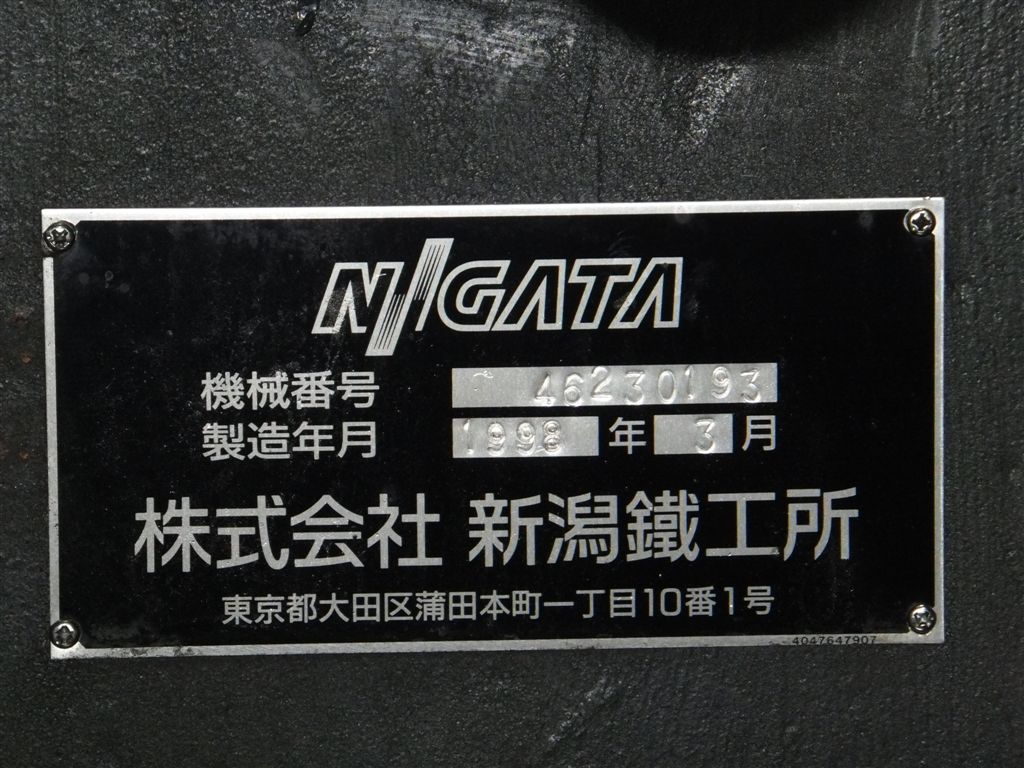 NIIGATA
機械番号 46230193
製造年月 1998 年 3 月
株式会社 新潟鐵工所
東京都大田区蒲田本町一丁目10番1号
4047647907